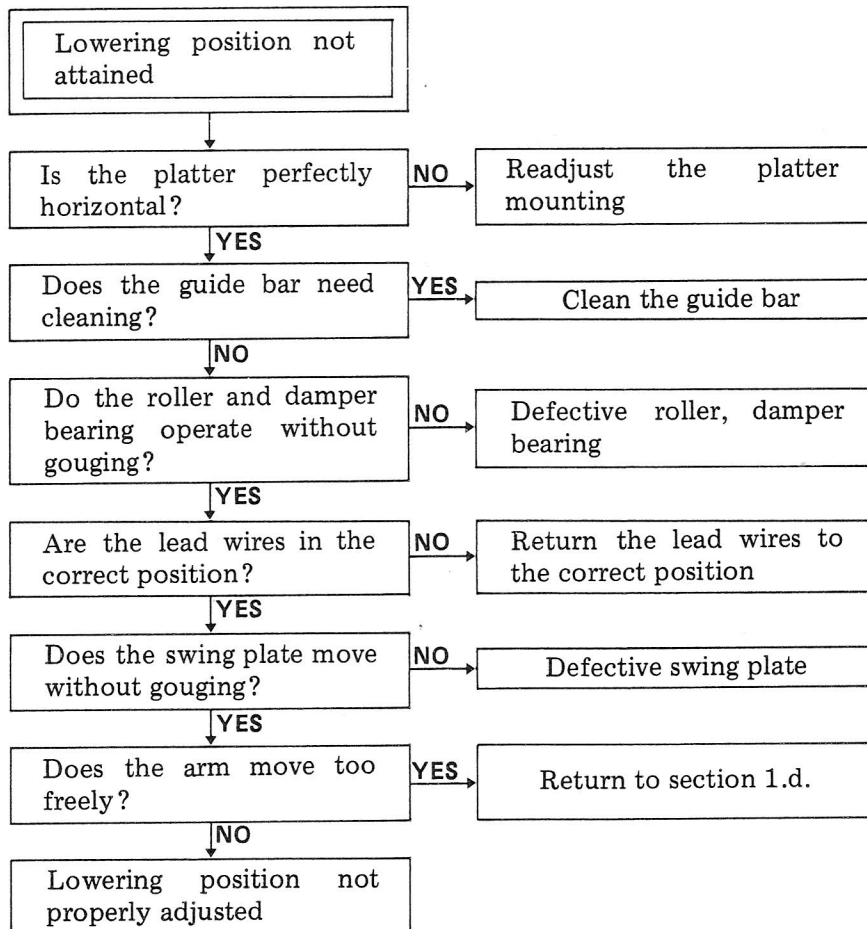 Lowering position not
attained
Is the platter perfectly
horizontal?
NO
Readjust the platter
mounting
YES
Does the guide bar need
cleaning?
YES
Clean the guide bar
NO
Do the roller and damper
bearing operate without
gouging?
NO
Defective roller, damper
bearing
YES
Are the lead wires in the
correct position?
NO
Return the lead wires to
the correct position
YES
Does the swing plate move
without gouging?
NO
Defective swing plate
YES
Does the arm move too
freely?
YES
Return to section 1.d.
NO
Lowering position not
properly adjusted